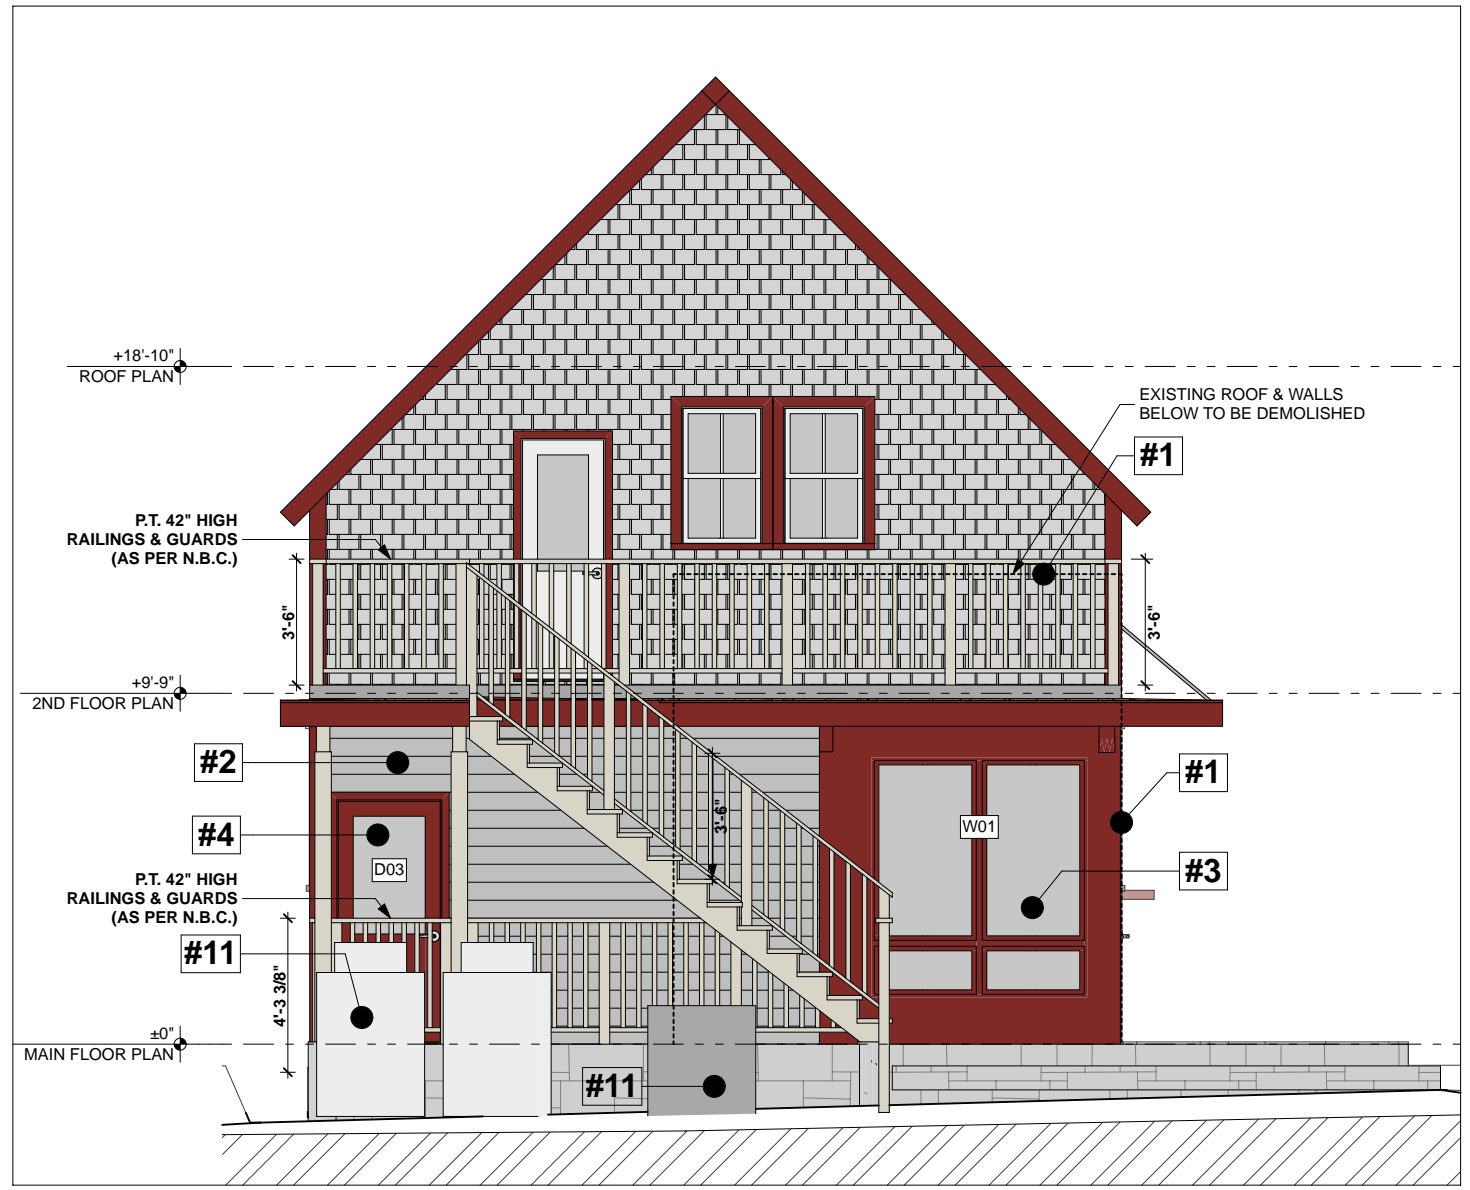 +18'-10"
ROOF PLAN
EXISTING ROOF & WALLS
BELOW TO BE DEMOLISHED
#1
P.T. 42" HIGH
RAILINGS & GUARDS
(AS PER N.B.C.)
3'-6"
3'-6"
+9'-9"
2ND FLOOR PLAN
#2
#1
#4
3'-6"
W01
D03
#3
P.T. 42" HIGH
RAILINGS & GUARDS
(AS PER N.B.C.)
#11
4'-3 3/8"
±0"
MAIN FLOOR PLAN
#11